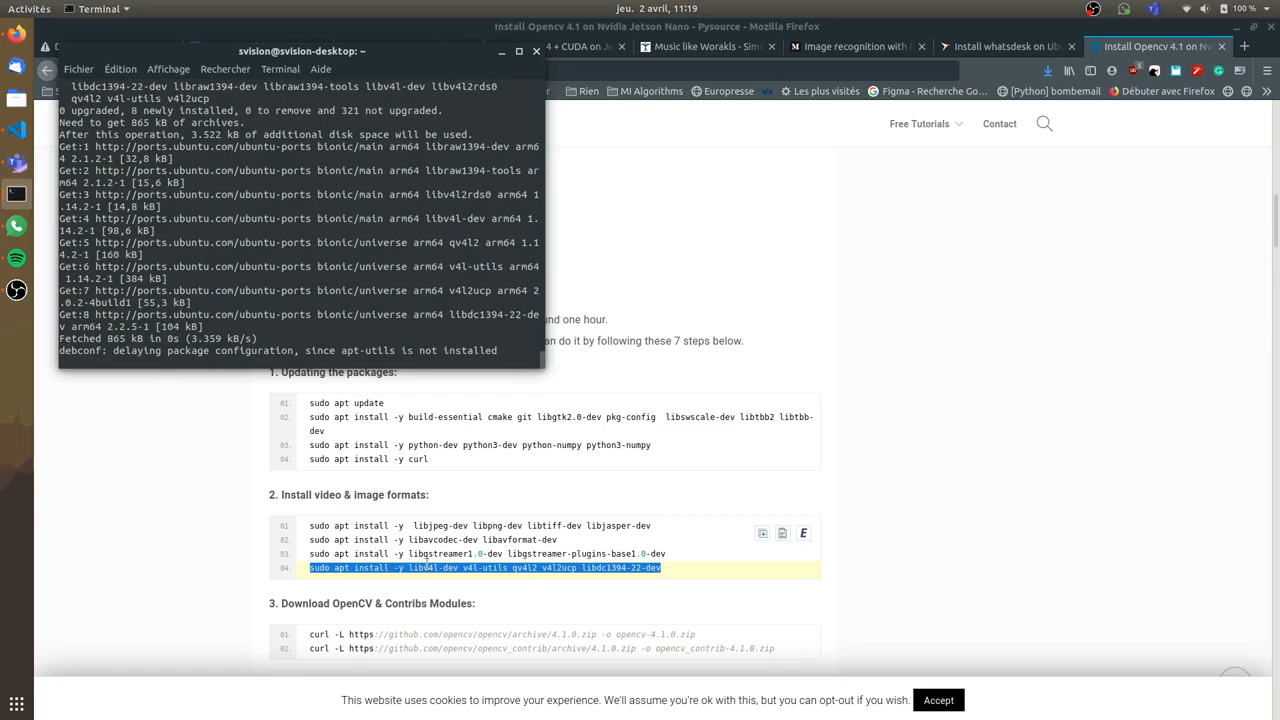 Activités
Terminal
jeu. 2 avril, 11:19
100 %
Install Opencv 4.1 on Nvidia Jetson Nano - Pysource - Mozilla Firefox
D
4 + CUDA on Je
Music like Worakls - Simil
Image recognition with P
Install whatsdesk on Ubu
Install Opencv 4.1 on Nv
S
Rien
MI Algorithms
Europresse
Les plus visités
Figma - Recherche G
[Python] bombemail
Débuter avec Firefox
svision@svision-desktop: ~
Fichier Édition Affichage Rechercher Terminal Aide
libdc1394-22-dev libraw1394-dev libraw1394-tools libv4l-dev libv4l2rds0
qv4l2 v4l-utils v4l2ucp
0 upgraded, 8 newly installed, 0 to remove and 321 not upgraded.
Need to get 865 kB of archives.
After this operation, 3.522 kB of additional disk space will be used.
Get:1 http://ports.ubuntu.com/ubuntu-ports bionic/main arm64 libraw1394-dev arm6
4 2.1.2-1 [32,8 kB]
Get:2 http://ports.ubuntu.com/ubuntu-ports bionic/main arm64 libraw1394-tools ar
m64 2.1.2-1 [15,6 kB]
Get:3 http://ports.ubuntu.com/ubuntu-ports bionic/main arm64 libv4l2rds0 arm64 1
.14.2-1 [14,8 kB]
Get:4 http://ports.ubuntu.com/ubuntu-ports bionic/main arm64 libv4l-dev arm64 1.
14.2-1 [98,6 kB]
Get:5 http://ports.ubuntu.com/ubuntu-ports bionic/universe arm64 qv4l2 arm64 1.1
4.2-1 [160 kB]
Get:6 http://ports.ubuntu.com/ubuntu-ports bionic/universe arm64 v4l-utils arm64
1.14.2-1 [384 kB]
Get:7 http://ports.ubuntu.com/ubuntu-ports bionic/universe arm64 v4l2ucp arm64 2
.0.2-4build1 [55,3 kB]
Get:8 http://ports.ubuntu.com/ubuntu-ports bionic/universe arm64 libdc1394-22-de
v arm64 2.2.5-1 [104 kB]
Fetched 865 kB in 0s (3.359 kB/s)
debconf: delaying package configuration, since apt-utils is not installed
Free Tutorials
Contact
und one hour.
an do it by following these 7 steps below.
1. Updating the packages:
01. sudo apt update
02. sudo apt install -y build-essential cmake git libgtk2.0-dev pkg-config libswscale-dev libtbb2 libtbb-
dev
03. sudo apt install -y python-dev python3-dev python-numpy python3-numpy
04. sudo apt install -y curl
2. Install video & image formats:
01. sudo apt install -y libjpeg-dev libpng-dev libtiff-dev libjasper-dev
02. sudo apt install -y libavcodec-dev libavformat-dev
03. sudo apt install -y libgstreamer1.0-dev libgstreamer-plugins-base1.0-dev
04. sudo apt install -y libv4l-dev v4l-utils qv4l2 v4l2ucp libdc1394-22-dev
E
3. Download OpenCV & Contribs Modules:
01. curl -L https://github.com/opencv/opencv/archive/4.1.0.zip -o opencv-4.1.0.zip
02. curl -L https://github.com/opencv/opencv_contrib/archive/4.1.0.zip -o opencv_contrib-4.1.0.zip
This website uses cookies to improve your experience. We'll assume you're ok with this, but you can opt-out if you wish.
Accept